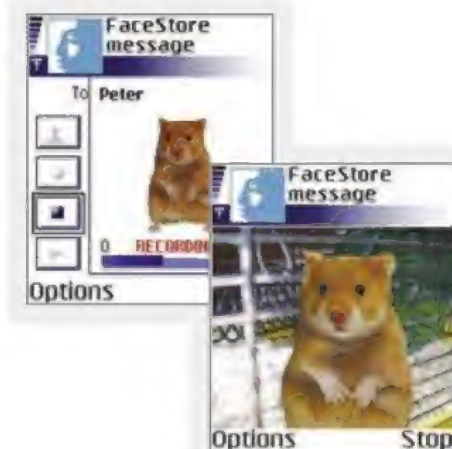 FaceStore
message
To Peter
0 RECORDIN
Options
FaceStore
message
Options Stop